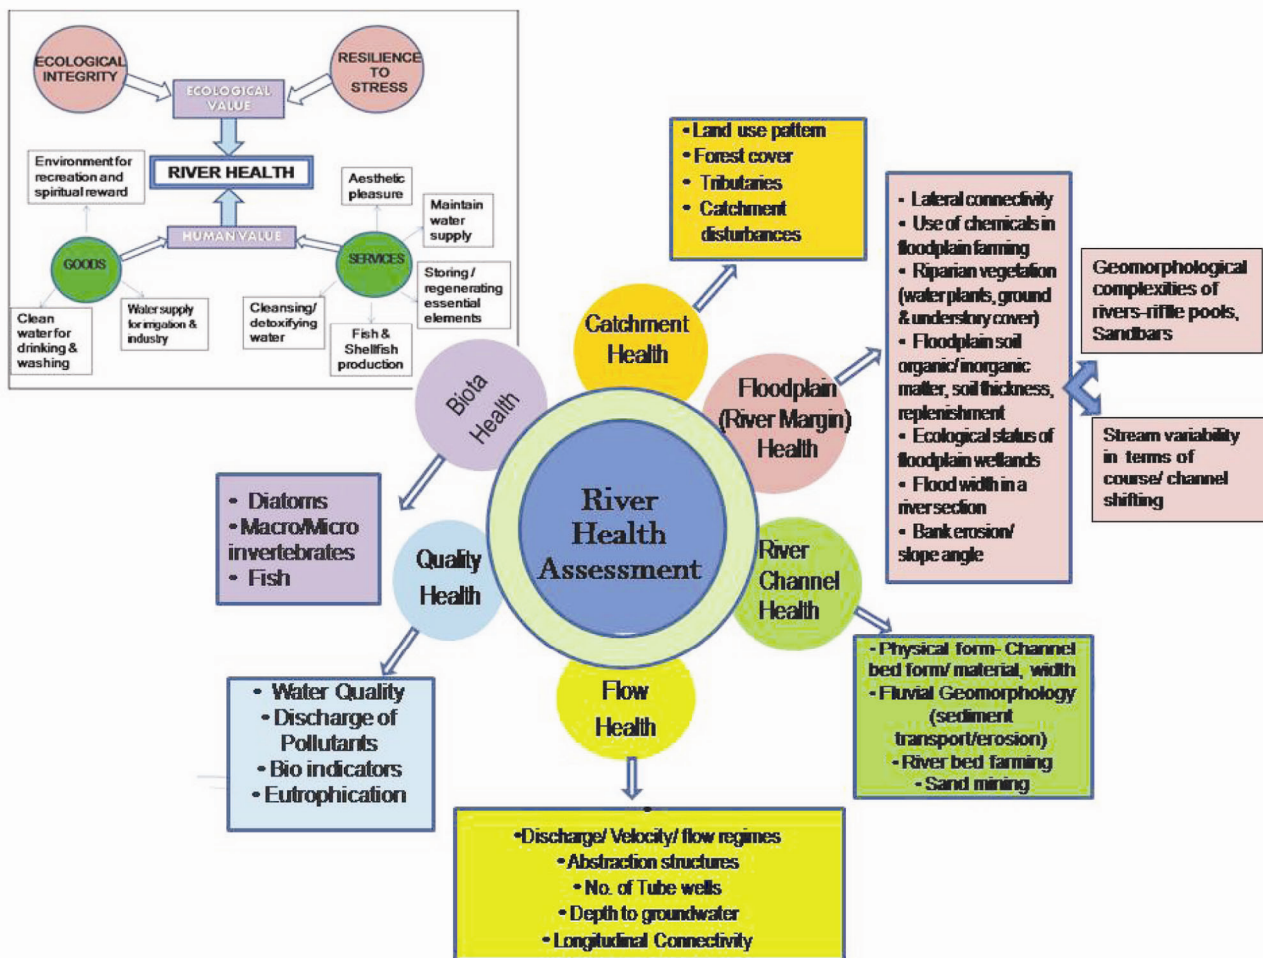 ECOLOGICAL
INTEGRITY
RESILIENCE
TO
STRESS
ECOLOGICAL
VALUE
RIVER HEALTH
HUMAN VALUE
Environment for
recreation and
spiritual reward
Aesthetic
pleasure
Maintain
water
supply
GOODS
SERVICES
Clean
water for
drinking &
washing
Water supply
for irrigation &
industry
Cleansing/
detoxifying
water
Fish &
Shellfish
production
Storing /
regenerating
essential
elements
• Land use pattern
• Forest cover
• Tributaries
• Catchment
disturbances
Catchment
Health
• Lateral connectivity
• Use of chemicals in
floodplain farming
• Riparian vegetation
(water plants, ground
& understory cover)
• Floodplain soil
organic/ inorganic
matter, soil thickness,
replenishment
• Ecological status of
floodplain wetlands
• Flood width in a
river section
• Bank erosion/
slope angle
Geomorphological
complexities of
rivers-riffle pools,
Sandbars
Stream variability
in terms of
course/ channel
shifting
Floodplain
(River Margin)
Health
Biota
Health
• Diatoms
• Macro/Micro
invertebrates
• Fish
River
Health
Assessment
Quality
Health
River
Channel
Health
Flow
Health
• Water Quality
• Discharge of
Pollutants
• Bio indicators
• Eutrophication
• Physical form- Channel
bed form/ material, width
• Fluvial Geomorphology
(sediment
transport/erosion)
• River bed farming
• Sand mining
•
•Discharge/ Velocity/ flow regimes
• Abstraction structures
• No. of Tube wells
• Depth to groundwater
• Longitudinal Connectivity